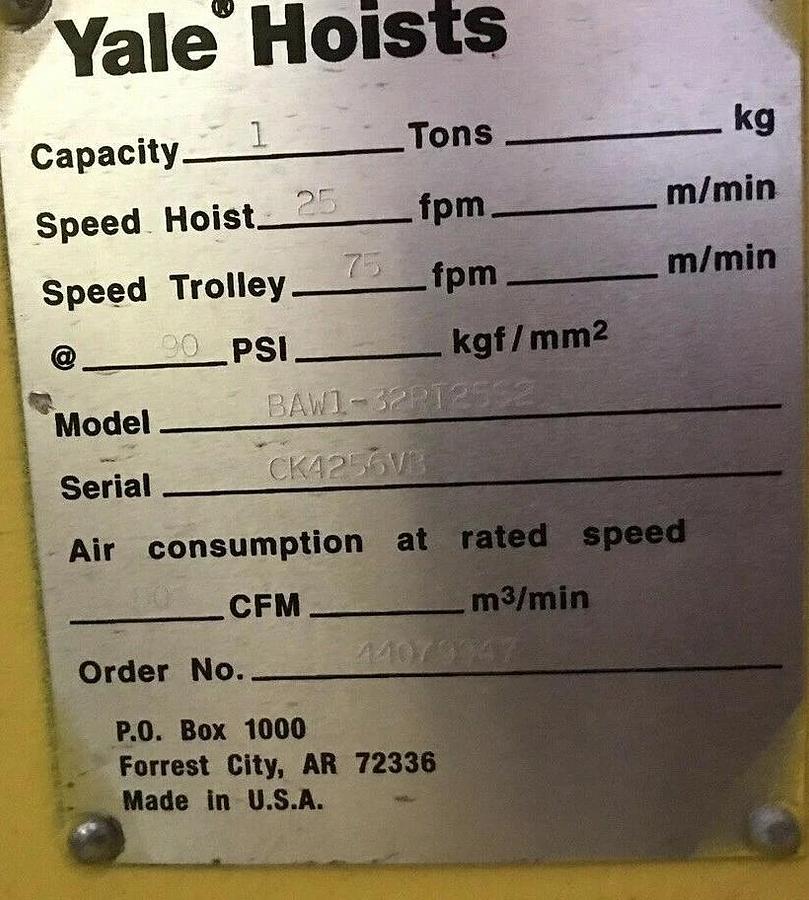 Yale® Hoists
Capacity 1 Tons kg
Speed Hoist 25 fpm m/min
Speed Trolley 75 fpm m/min
@ 90 PSI kgf/mm2
Model BAW1-32RT25S2
Serial
Air consumption at rated speed
CFM m3/min
Order No.
P.O. Box 1000
Forrest City, AR 72336
Made in U.S.A.